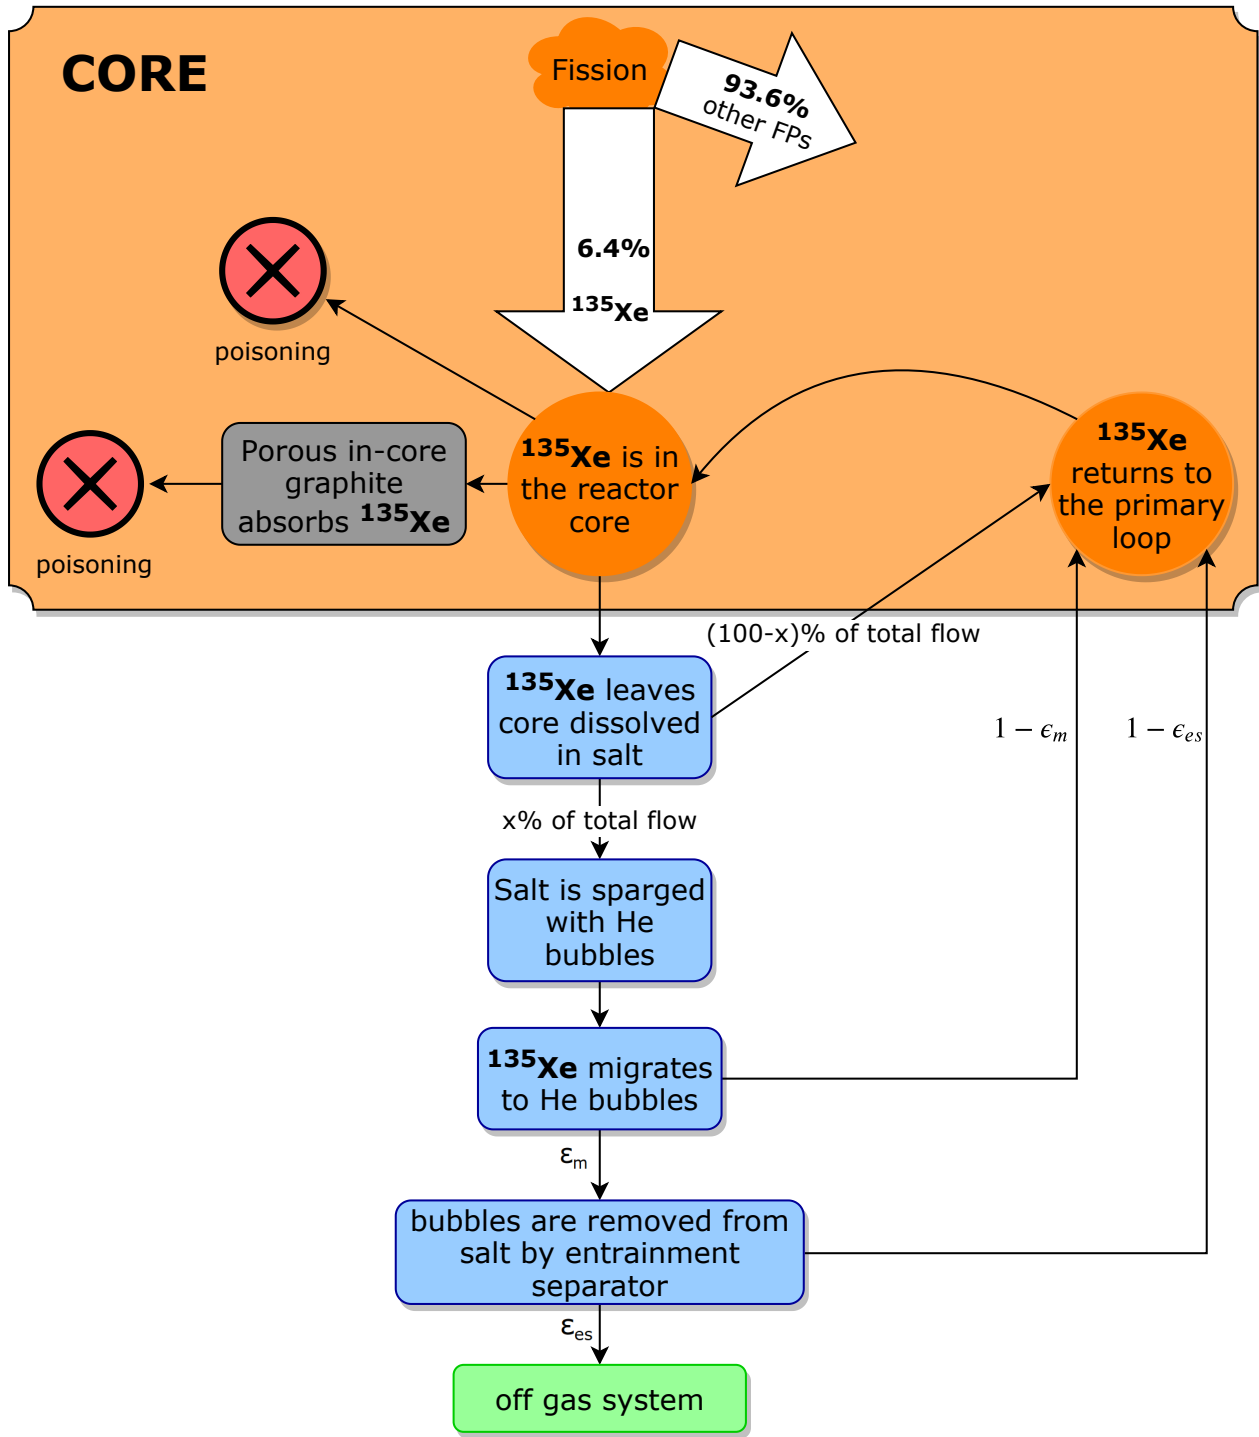 CORE
Fission
93.6%
other FPs
6.4%
¹³⁵Xe
poisoning
poisoning
Porous in-core
graphite
absorbs ¹³⁵Xe
¹³⁵Xe is in
the reactor
core
¹³⁵Xe
returns to
the primary
loop
(100-x)% of total flow
¹³⁵Xe leaves
core dissolved
in salt
1 − ϵₘ
1 − ϵₑₛ
x% of total flow
Salt is sparged
with He
bubbles
¹³⁵Xe migrates
to He bubbles
εₘ
bubbles are removed from
salt by entrainment
separator
εₑₛ
off gas system